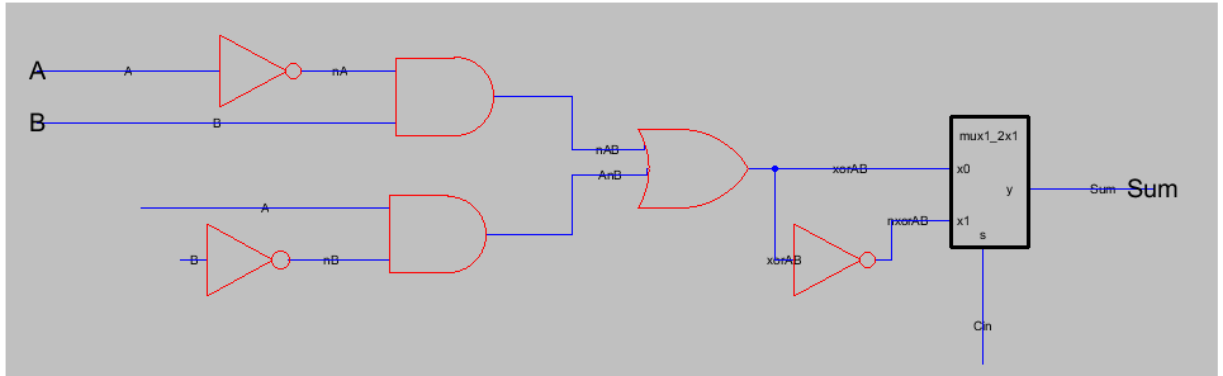 A
A
nA
B
B
nAB
AnB
A
B
nB
xorAB
xorAB
nxorAB
mux1_2x1
x0
x1
y
s
Sum
Sum
Cin